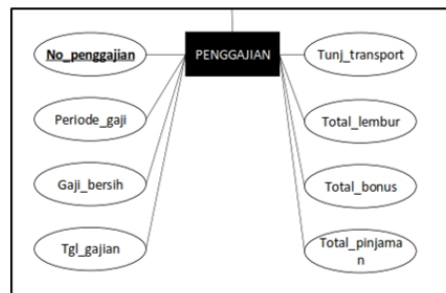 No_penggajian
PENGGAJIAN
Tunj_transport
Periode_gaji
Total_lembur
Gaji_bersih
Total_bonus
Tgl_gajian
Total_pinjama
n